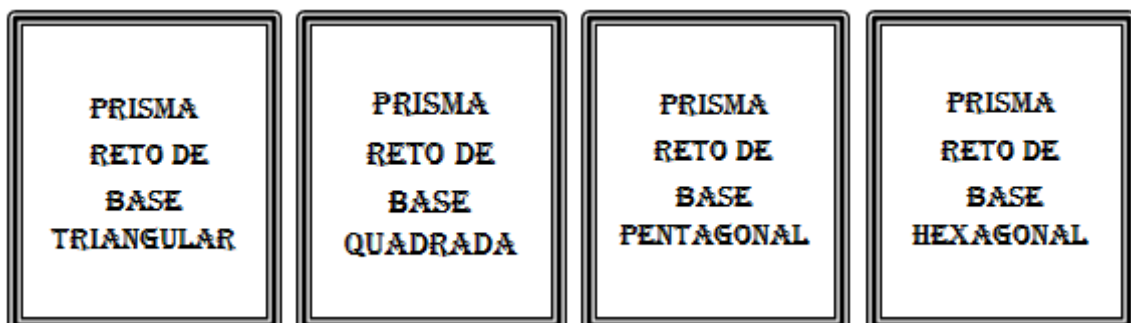 PRISMA
RETO DE
BASE
TRIANGULAR
PRISMA
RETO DE
BASE
QUADRADA
PRISMA
RETO DE
BASE
PENTAGONAL
PRISMA
RETO DE
BASE
HEXAGONAL